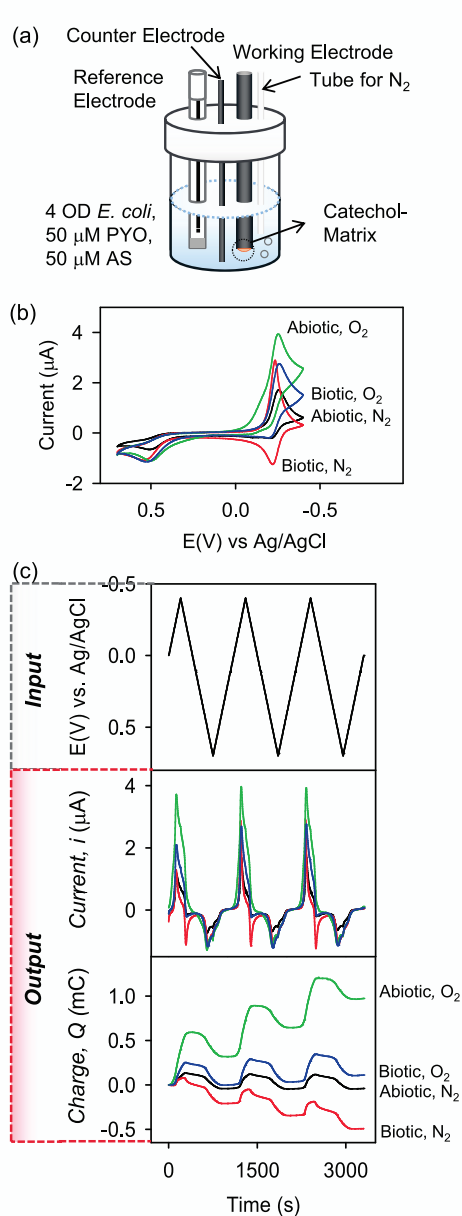 (a)
Counter Electrode
Working Electrode
Reference
Electrode
Tube for N₂
4 OD E. coli,
50 µM PYO,
50 µM AS
Catechol-
Matrix
(b)
Current (µA)
4
2
0
-2
Abiotic, O₂
Biotic, O₂
Abiotic, N₂
Biotic, N₂
0.5
0.0
-0.5
E(V) vs Ag/AgCl
(c)
Input
E(V) vs. Ag/AgCl
-0.5
0.0
0.5
Output
Current, i (µA)
4
2
0
Charge, Q (mC)
1.0
0.5
0.0
-0.5
Abiotic, O₂
Biotic, O₂
Abiotic, N₂
Biotic, N₂
0
1500
3000
Time (s)